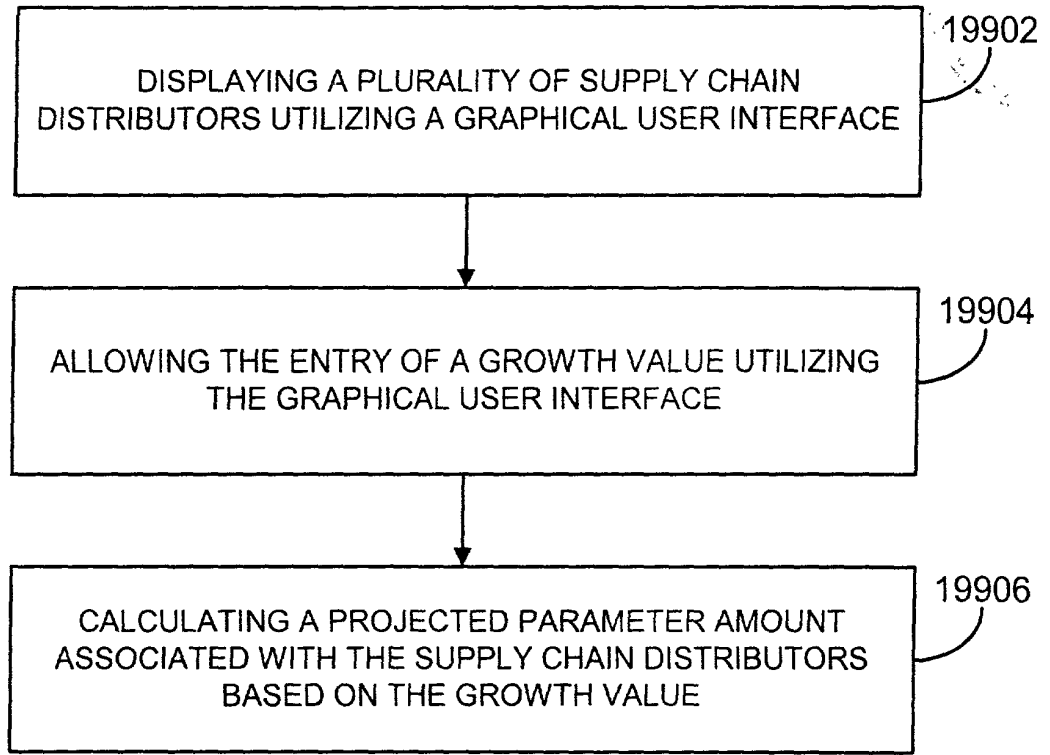 19902
DISPLAYING A PLURALITY OF SUPPLY CHAIN
DISTRIBUTORS UTILIZING A GRAPHICAL USER INTERFACE
19904
ALLOWING THE ENTRY OF A GROWTH VALUE UTILIZING
THE GRAPHICAL USER INTERFACE
19906
CALCULATING A PROJECTED PARAMETER AMOUNT
ASSOCIATED WITH THE SUPPLY CHAIN DISTRIBUTORS
BASED ON THE GROWTH VALUE